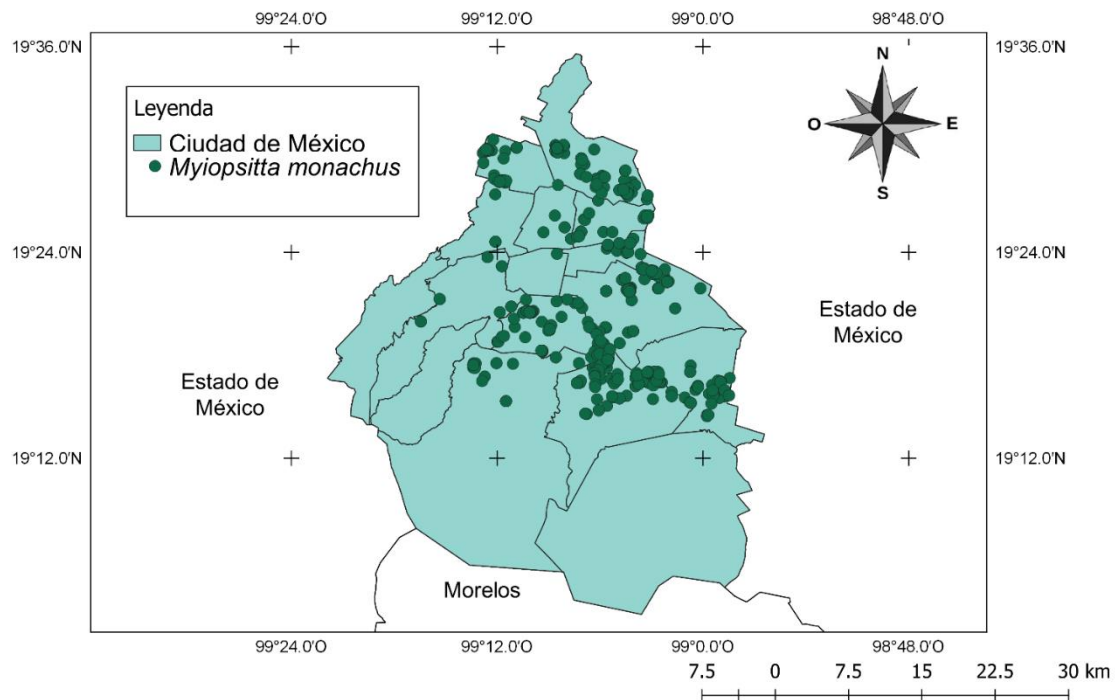 99°24.0'O 99°12.0'O 99°0.0'O 98°48.0'O
19°36.0'N 19°36.0'N
N
O E
S
Leyenda
Ciudad de México
Myiopsitta monachus
19°24.0'N 19°24.0'N
Estado de
México
Estado de
México
19°12.0'N 19°12.0'N
Morelos
99°24.0'O 99°12.0'O 99°0.0'O 98°48.0'O
7.5 0 7.5 15 22.5 30 km